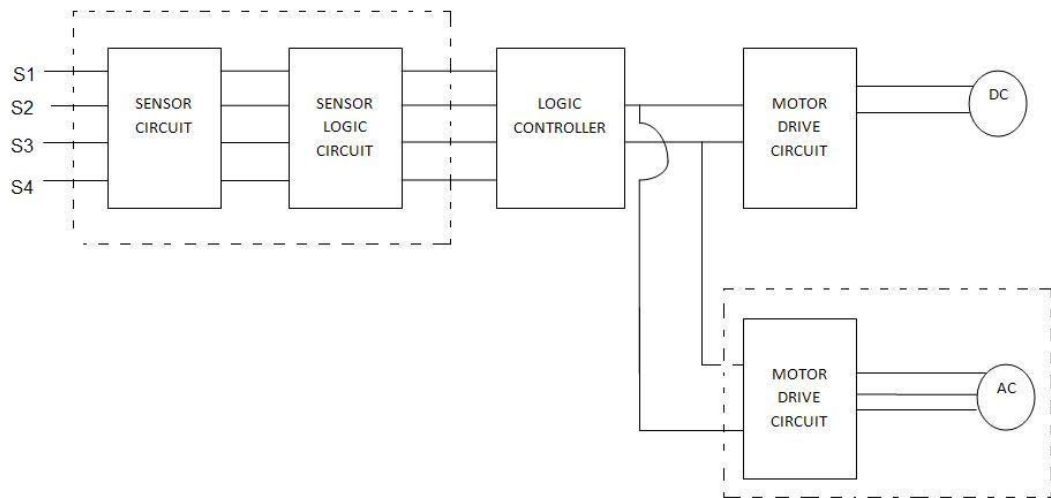 S1
S2
S3
S4
SENSOR
CIRCUIT
SENSOR
LOGIC
CIRCUIT
LOGIC
CONTROLLER
MOTOR
DRIVE
CIRCUIT
DC
MOTOR
DRIVE
CIRCUIT
AC